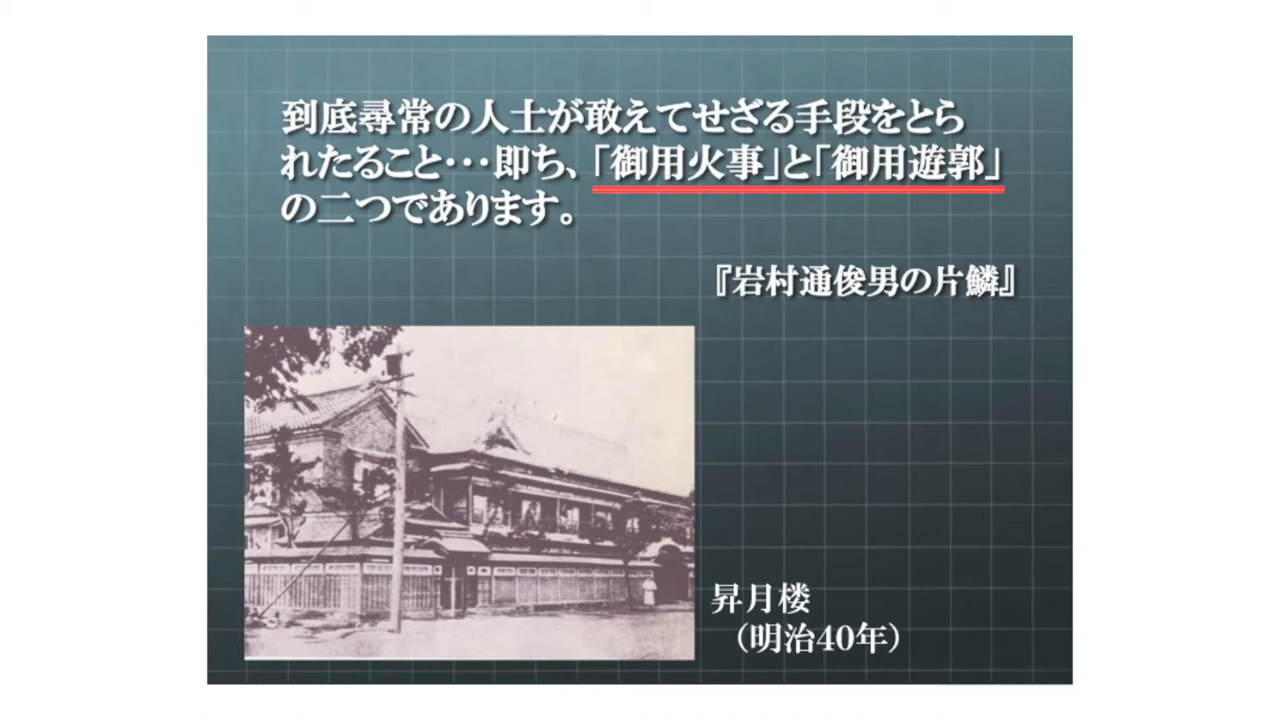 到底尋常の人士が敢えてせざる手段をとら
れたること･･･即ち、「御用火事」と「御用遊郭」
の二つであります。
『岩村通俊男の片鱗』
昇月楼
（明治40年）